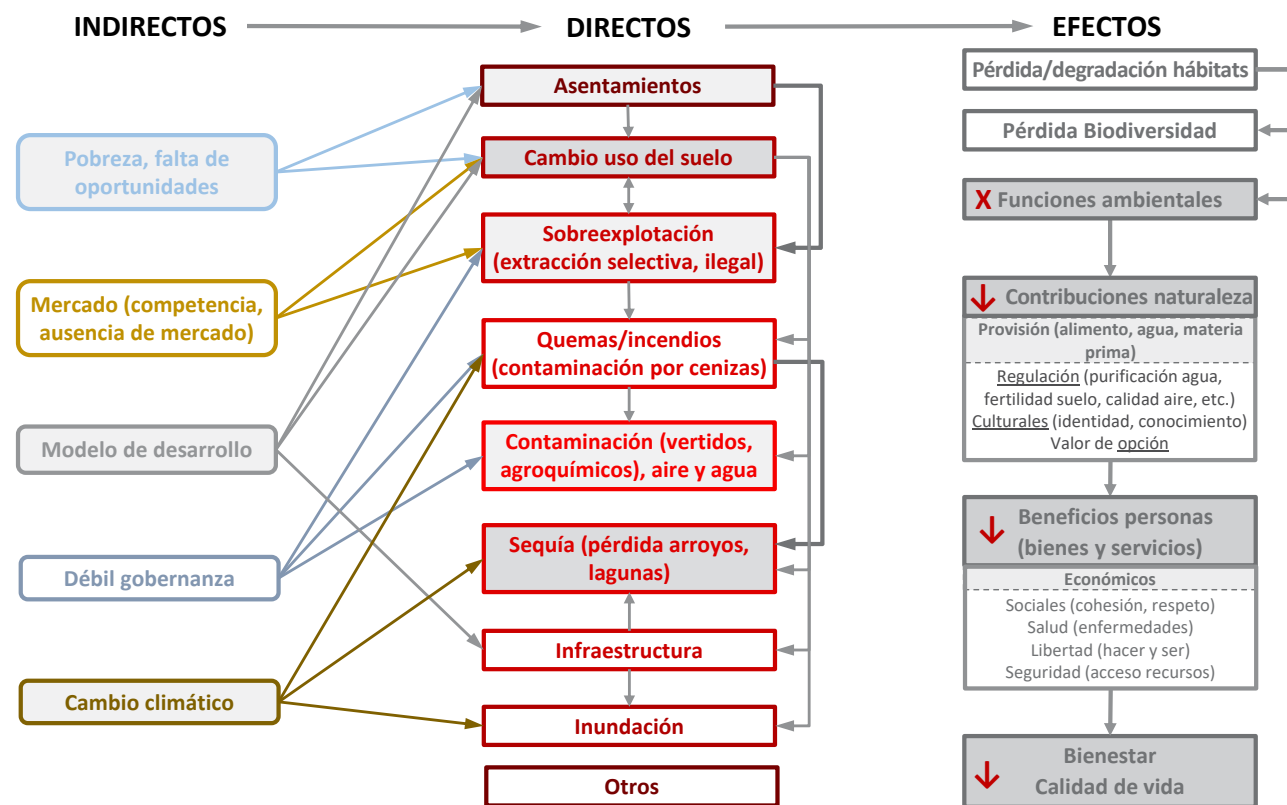 INDIRECTOS
DIRECTOS
EFECTOS
Pobreza, falta de
oportunidades
Mercado (competencia,
ausencia de mercado)
Modelo de desarrollo
Débil gobernanza
Cambio climático
Asentamientos
Cambio uso del suelo
Sobreexplotación
(extracción selectiva, ilegal)
Quemas/incendios
(contaminación por cenizas)
Contaminación (vertidos,
agroquímicos), aire y agua
Sequía (pérdida arroyos,
lagunas)
Infraestructura
Inundación
Otros
Pérdida/degradación hábitats
Pérdida Biodiversidad
X Funciones ambientales
Contribuciones naturaleza
Provisión (alimento, agua, materia
prima)
Regulación (purificación agua,
fertilidad suelo, calidad aire, etc.)
Culturales (identidad, conocimiento)
Valor de opción
Beneficios personas
(bienes y servicios)
Económicos
Sociales (cohesión, respeto)
Salud (enfermedades)
Libertad (hacer y ser)
Seguridad (acceso recursos)
Bienestar
Calidad de vida